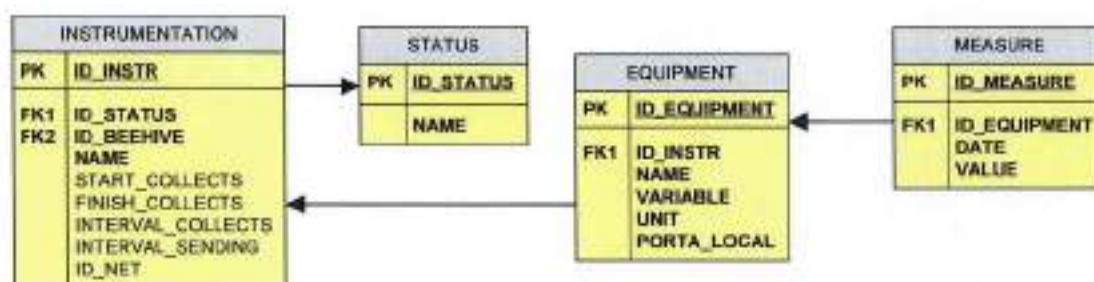 INSTRUMENTATION
PK ID_INSTR
FK1 ID_STATUS
FK2 ID_BEEHIVE
NAME
START_COLLECTS
FINISH_COLLECTS
INTERVAL_COLLECTS
INTERVAL_SENDING
ID_NET
STATUS
PK ID_STATUS
NAME
EQUIPMENT
PK ID_EQUIPMENT
FK1 ID_INSTR
NAME
VARIABLE
UNIT
PORTA_LOCAL
MEASURE
PK ID_MEASURE
FK1 ID_EQUIPMENT
DATE
VALUE